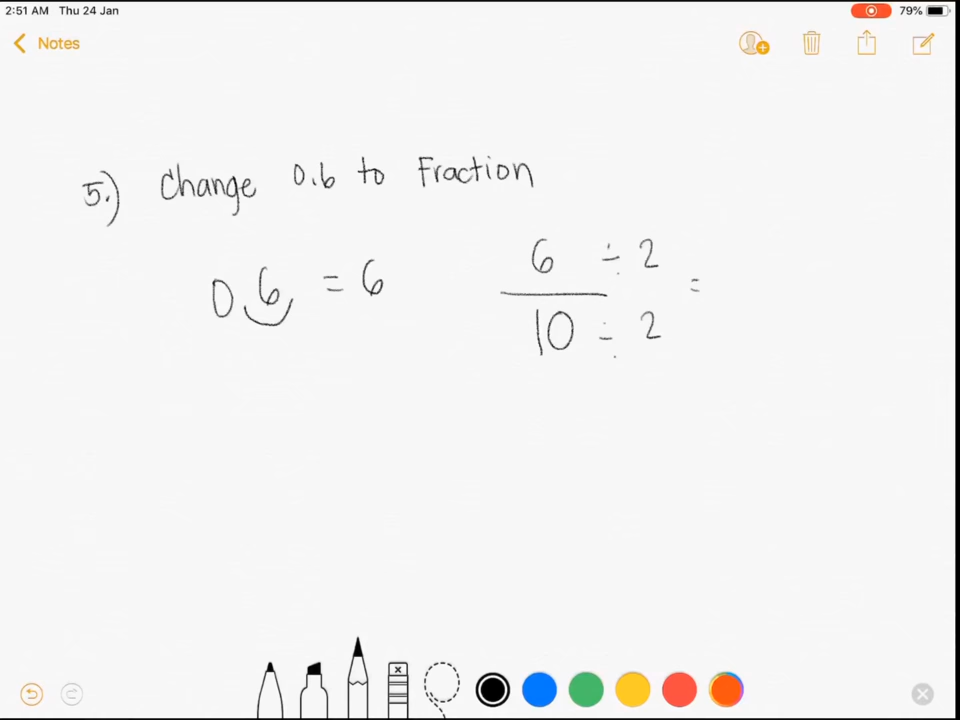 2:51 AM Thu 24 Jan 79%
Notes
5.) Change 0.6 to Fraction
0 6 = 6
6 ÷ 2
10 ÷ 2
=